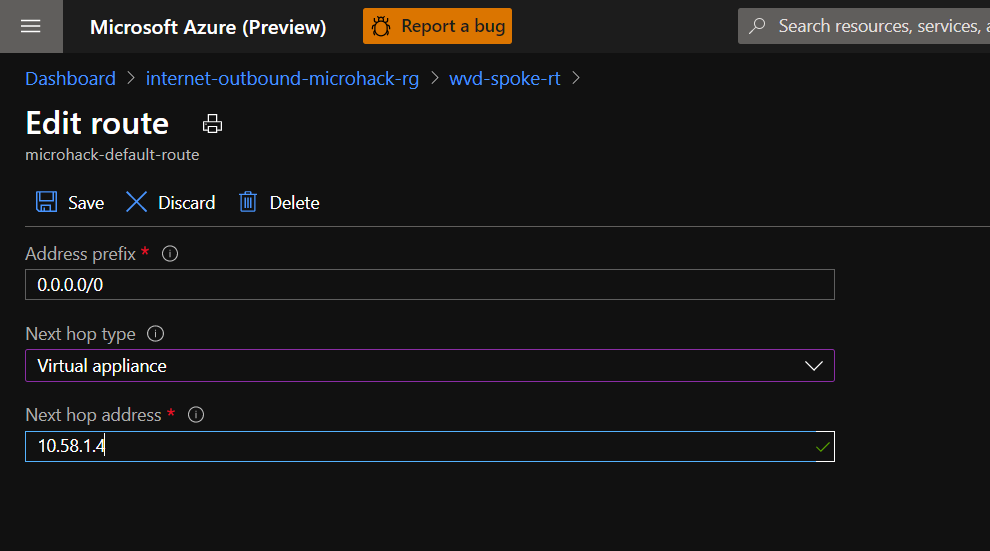 Microsoft Azure (Preview)
Report a bug
Search resources, services, a
Dashboard > internet-outbound-microhack-rg > wvd-spoke-rt >
Edit route
microhack-default-route
Save
Discard
Delete
Address prefix *
0.0.0.0/0
Next hop type
Virtual appliance
Next hop address *
10.58.1.4